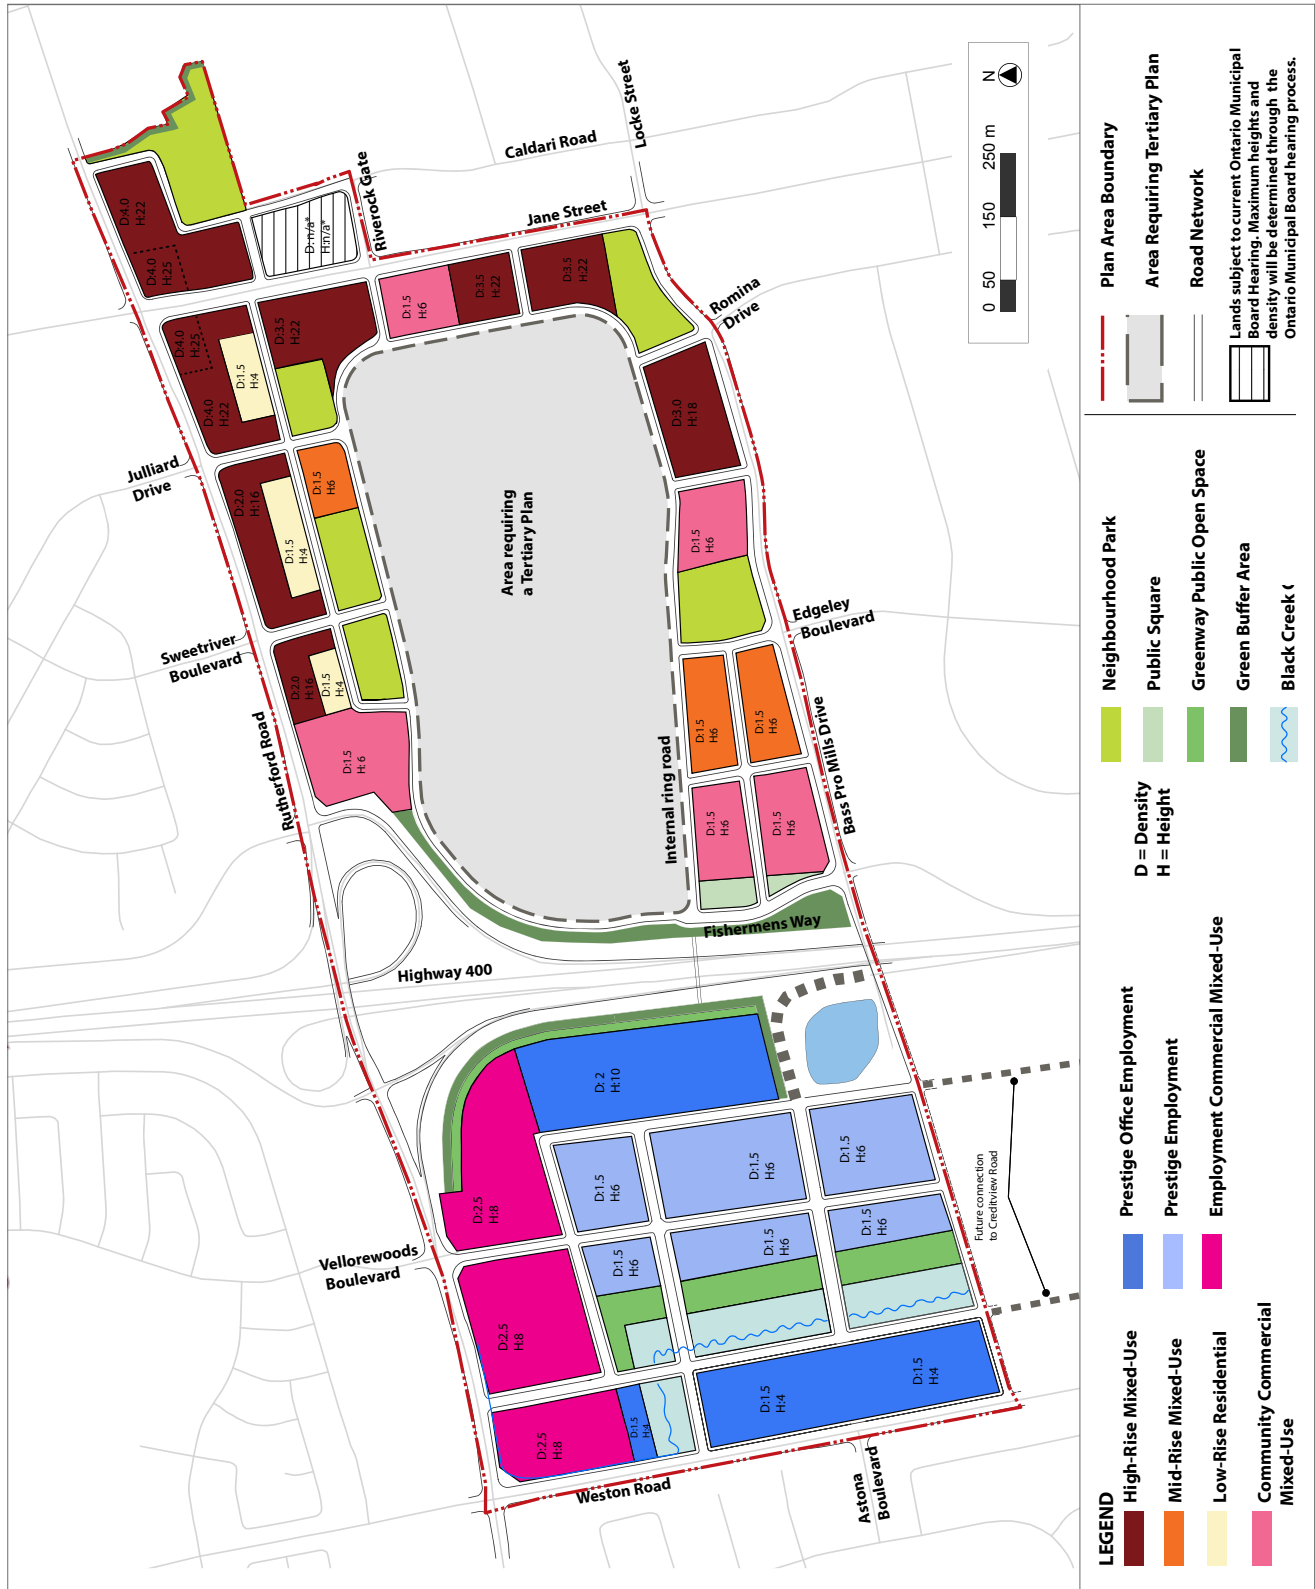 Rutherford Road
Vellorewoods
Boulevard
Sweetriver
Boulevard
Julliard
Drive
Highway 400
Weston Road
Astona
Boulevard
Fishermens Way
Internal ring road
Bass Pro Mills Drive
Edgeley
Boulevard
Romina
Drive
Jane Street
Riverock Gate
Caldari Road
Locke Street
Area requiring
a Tertiary Plan
Future connection
to Creditview Road
D:2.5
H:8
D:2.5
H:8
D:2.5
H:8
D:1.5
H:4
D:1.5
H:4
D:1.5
H:4
D:1.5
H:6
D:1.5
H:6
D:1.5
H:6
D:1.5
H:6
D:1.5
H:6
D:1.5
H:6
D: 2
H:10
D:1.5
H: 6
D:2.0
H:16
D:1.5
H:4
D:2.0
H:16
D:1.5
H:4
D:1.5
H:6
D:4.0
H:22
D:4.0
H:25
D:1.5
H:4
D:3.5
H:22
D:4.0
H:25
D:4.0
H:22
D:n/a*
H:n/a*
D:1.5
H:6
D:3.5
H:22
D:3.5
H:22
D:3.0
H:18
D:1.5
H:6
D:1.5
H:6
D:1.5
H:6
D:1.5
H:6
D:1.5
H:6
0 50 150 250 m
N
LEGEND
High-Rise Mixed-Use
Mid-Rise Mixed-Use
Low-Rise Residential
Community Commercial
Mixed-Use
Prestige Office Employment
Prestige Employment
Employment Commercial Mixed-Use
D = Density
H = Height
Neighbourhood Park
Public Square
Greenway Public Open Space
Green Buffer Area
Black Creek (
Plan Area Boundary
Area Requiring Tertiary Plan
Road Network
Lands subject to current Ontario Municipal
Board Hearing. Maximum heights and
density will be determined through the
Ontario Municipal Board hearing process.